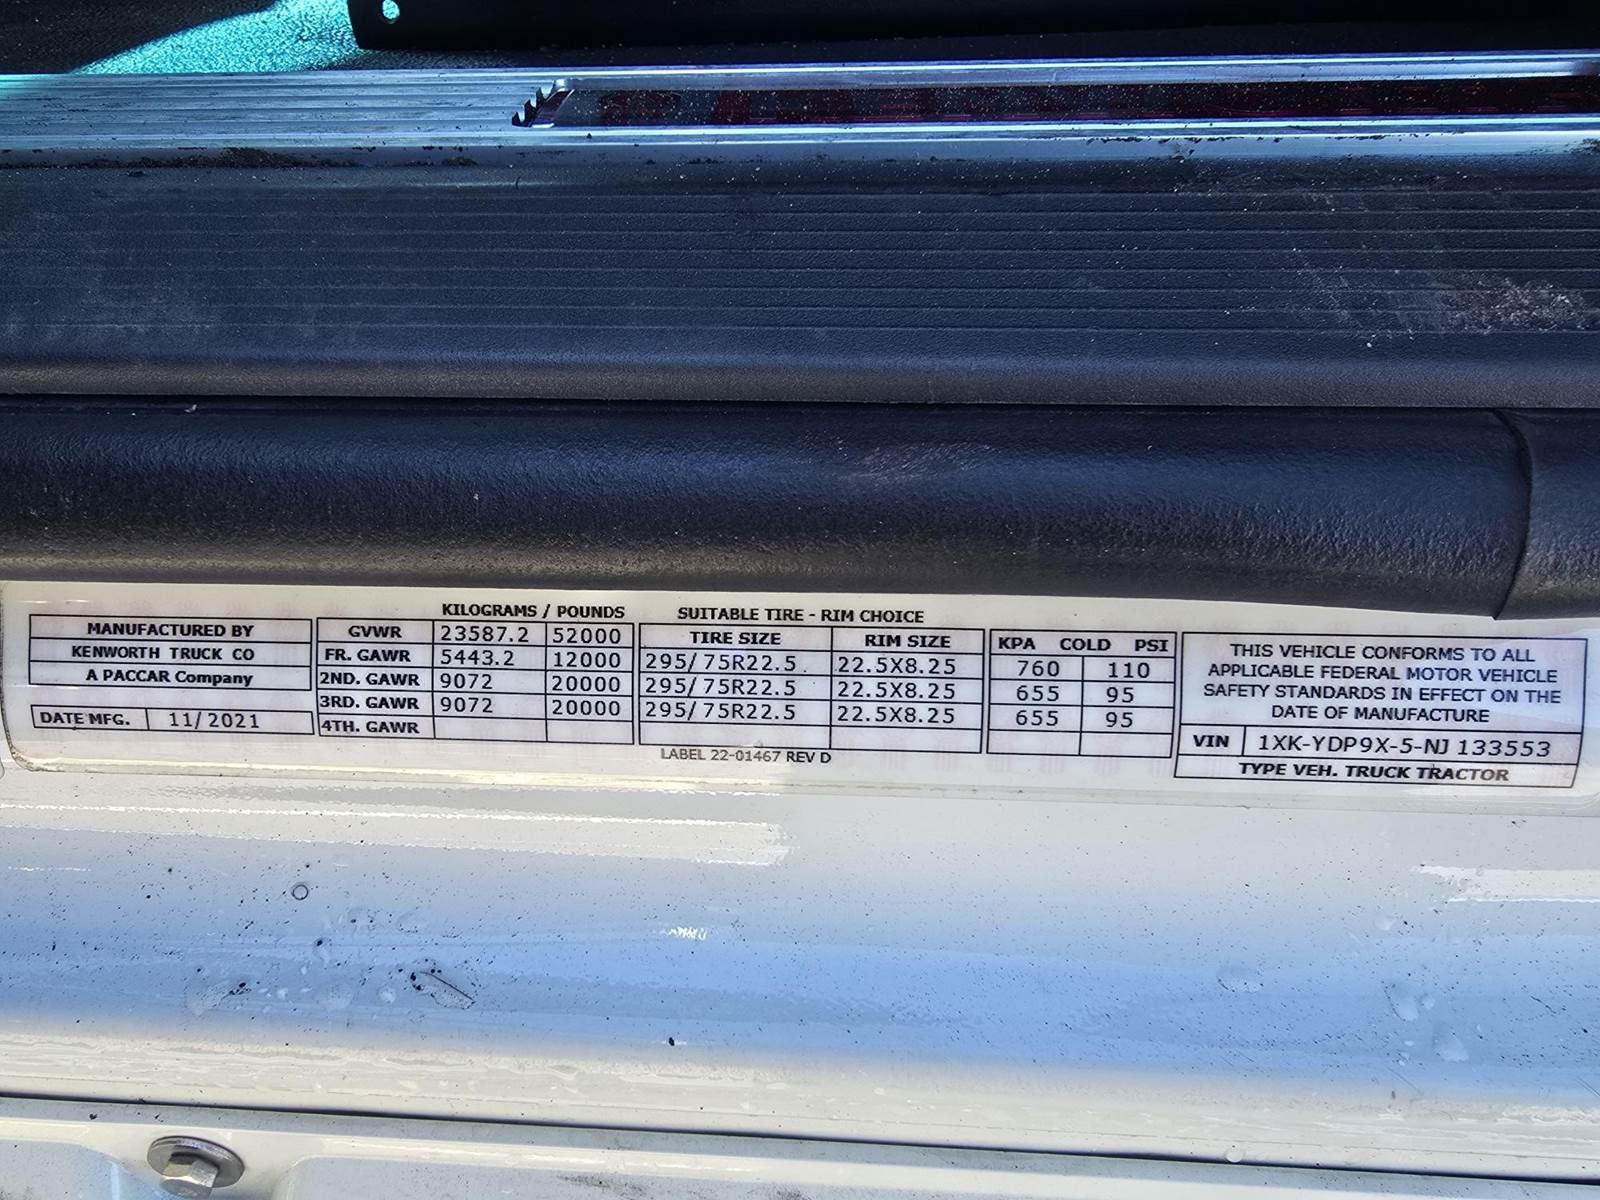 KILOGRAMS / POUNDS SUITABLE TIRE - RIM CHOICE
MANUFACTURED BY
KENWORTH TRUCK CO
A PACCAR Company
DATE MFG. 11/2021
GVWR 23587.2 52000
FR. GAWR 5443.2 12000
2ND. GAWR 9072 20000
3RD. GAWR 9072 20000
4TH. GAWR
TIRE SIZE RIM SIZE
295/75R22.5 22.5X8.25
295/75R22.5 22.5X8.25
295/75R22.5 22.5X8.25
LABEL 22-01467 REV D
KPA COLD PSI
760 110
655 95
655 95
THIS VEHICLE CONFORMS TO ALL
APPLICABLE FEDERAL MOTOR VEHICLE
SAFETY STANDARDS IN EFFECT ON THE
DATE OF MANUFACTURE
VIN 1XK-YDP9X-5-NJ 133553
TYPE VEH. TRUCK TRACTOR